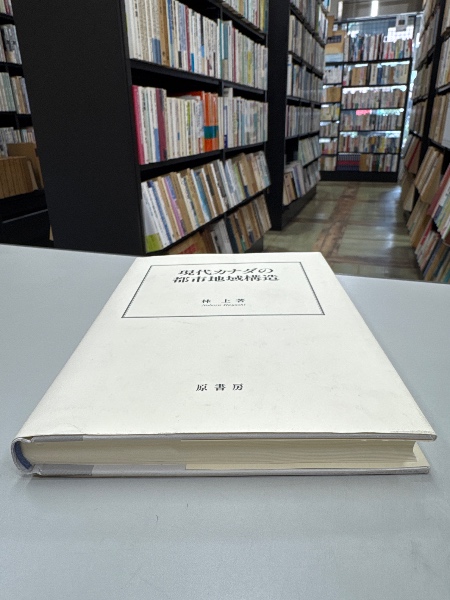 現代カナダの
都市地域構造
林 上 著
原書房